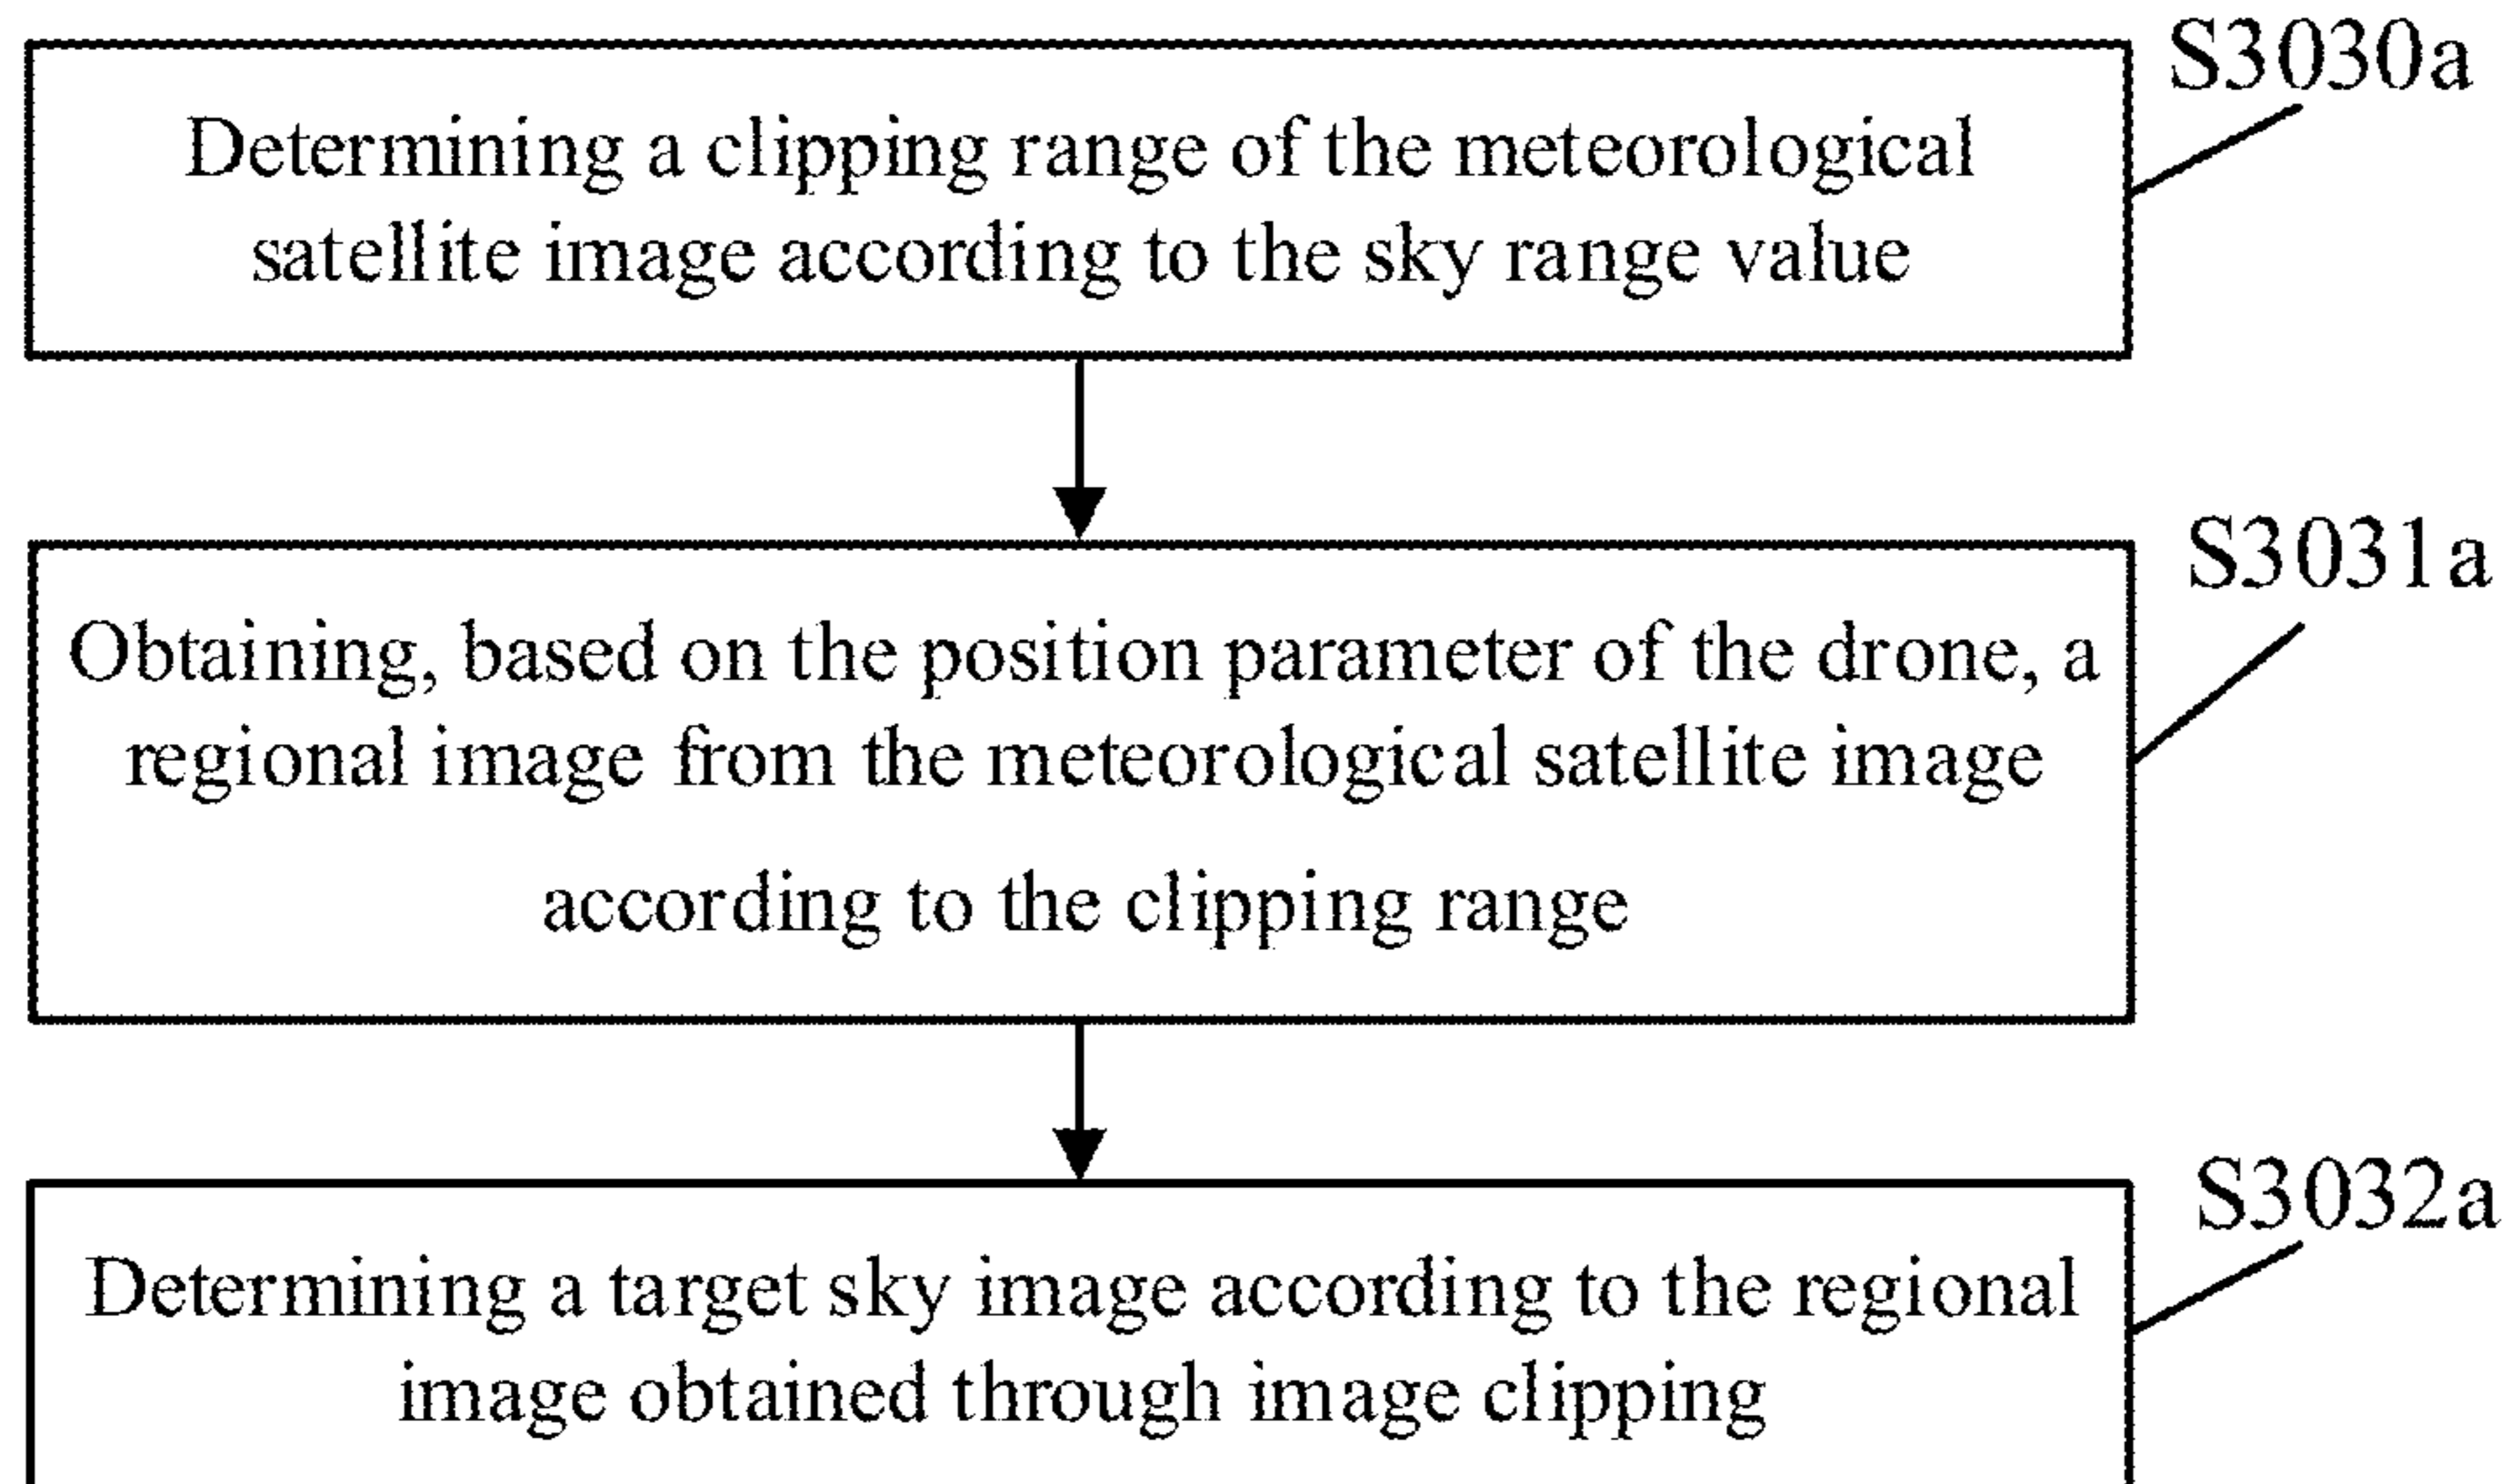 S3030a
Determining a clipping range of the meteorological
satellite image according to the sky range value
S3031a
Obtaining, based on the position parameter of the drone, a
regional image from the meteorological satellite image
according to the clipping range
S3032a
Determining a target sky image according to the regional
image obtained through image clipping